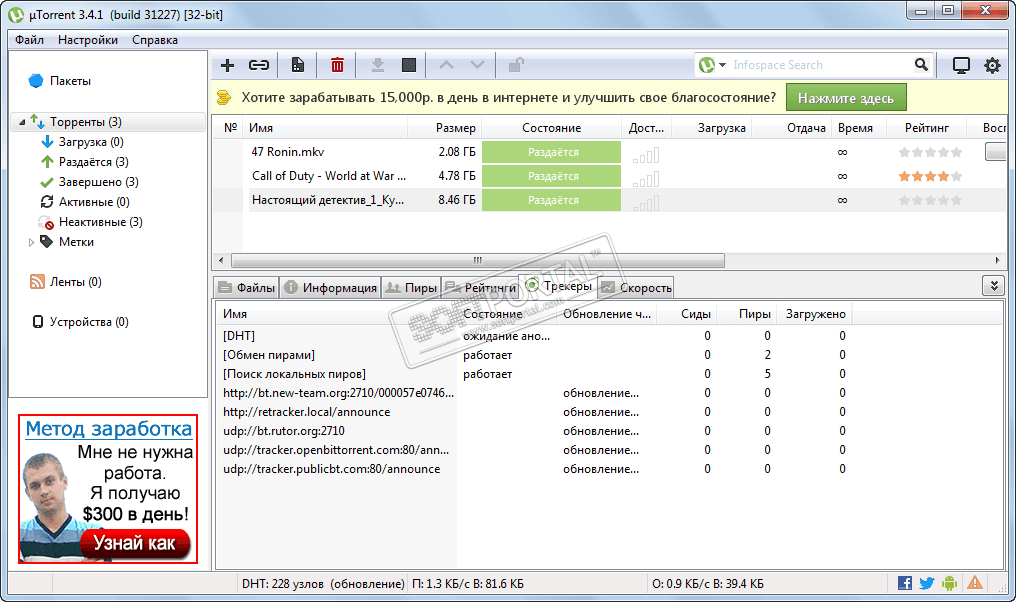 µTorrent 3.4.1 (build 31227) [32-bit]
Файл Настройки Справка
Пакеты
Торренты (3)
Загрузка (0)
Раздаётся (3)
Завершено (3)
Активные (0)
Неактивные (3)
Метки
Ленты (0)
Устройства (0)
Infospace Search
Хотите зарабатывать 15,000р. в день в интернете и улучшить свое благосостояние? Нажмите здесь
№ Имя Размер Состояние Дост... Загрузка Отдача Время Рейтинг Восп
47 Ronin.mkv 2.08 ГБ Раздаётся ∞
Call of Duty - World at War ... 4.78 ГБ Раздаётся ∞
Настоящий детектив_1_Ку... 8.46 ГБ Раздаётся ∞
Файлы Информация Пиры Рейтинги Трекеры Скорость
Имя Состояние Обновление ч... Сиды Пиры Загружено
[DHT] ожидание ано... 0 0 0
[Обмен пирами] работает 0 2 0
[Поиск локальных пиров] работает 0 5 0
http://bt.new-team.org:2710/000057e0746... обновление... 0 0 0
http://retracker.local/announce обновление... 0 0 0
udp://bt.rutor.org:2710 обновление... 0 0 0
udp://tracker.openbittorrent.com:80/ann... обновление... 0 0 0
udp://tracker.publicbt.com:80/announce обновление... 0 0 0
SOFTPORTAL™
www.softportal.com
Метод заработка
Мне не нужна
работа.
Я получаю
$300 в день!
Узнай как
DHT: 228 узлов (обновление) П: 1.3 КБ/с В: 81.6 КБ О: 0.9 КБ/с В: 39.4 КБ